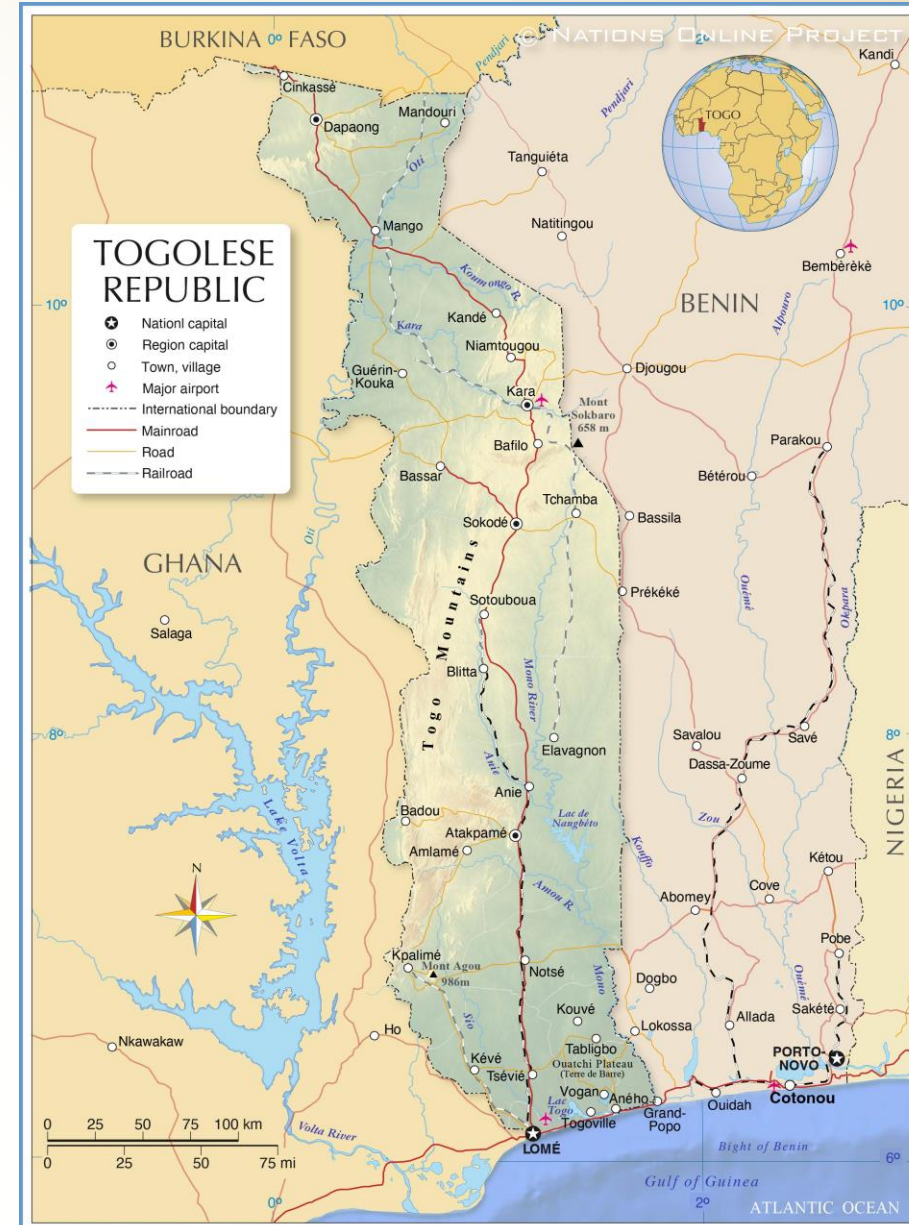 © NATIONS ONLINE PROJECT
BURKINA FASO
0°
2°
Kandi
Pendjari
Cinkassé
Dapaong
Mandouri
Pendjari
TOGO
Oti
Tanguiéta
Natitingou
Mango
Bembèrèkè
TOGOLESE
REPUBLIC
Nationl capital
Region capital
Town, village
Major airport
International boundary
Mainroad
Road
Railroad
Koumongo R.
10°
BENIN
Alpouro
10°
Kandé
Kara
Niamtougou
Guérin-
Kouka
Djougou
Kara
Mont
Sokbaro
658 m
Bafilo
Parakou
Bassar
Bétérou
Tchamba
Sokodé
Bassila
Oti
GHANA
Togo Mountains
Ouémé
Okpara
Prékéké
Sotouboua
Salaga
Blitta
Mono River
Elavagnon
Savalou
Savé
8°
8°
Dassa-Zoume
Anie
Anie
Lake Volta
Badou
Lac de
Nangbéto
Zou
NIGERIA
Atakpamé
Amlamé
Kouffo
Kétou
N
Amou R.
Abomey
Cove
Pobe
Kpalimé
Mont Agou
986m
Notsé
Mono
Dogbo
Ouémé
Sio
Kouvé
Lokossa
Allada
Sakété
Nkawakaw
Ho
Tabligbo
Ouatchi Plateau
(Terre de Barre)
Kévé
Tsévié
PORTO-
NOVO
Vogan
Aného
Lac
Togo
Togoville
Grand-
Popo
Ouidah
Cotonou
0 25 50 75 100 km
0 25 50 75 mi
Volta River
LOMÉ
Bight of Benin
6°
Gulf of Guinea
0°
2°
ATLANTIC OCEAN